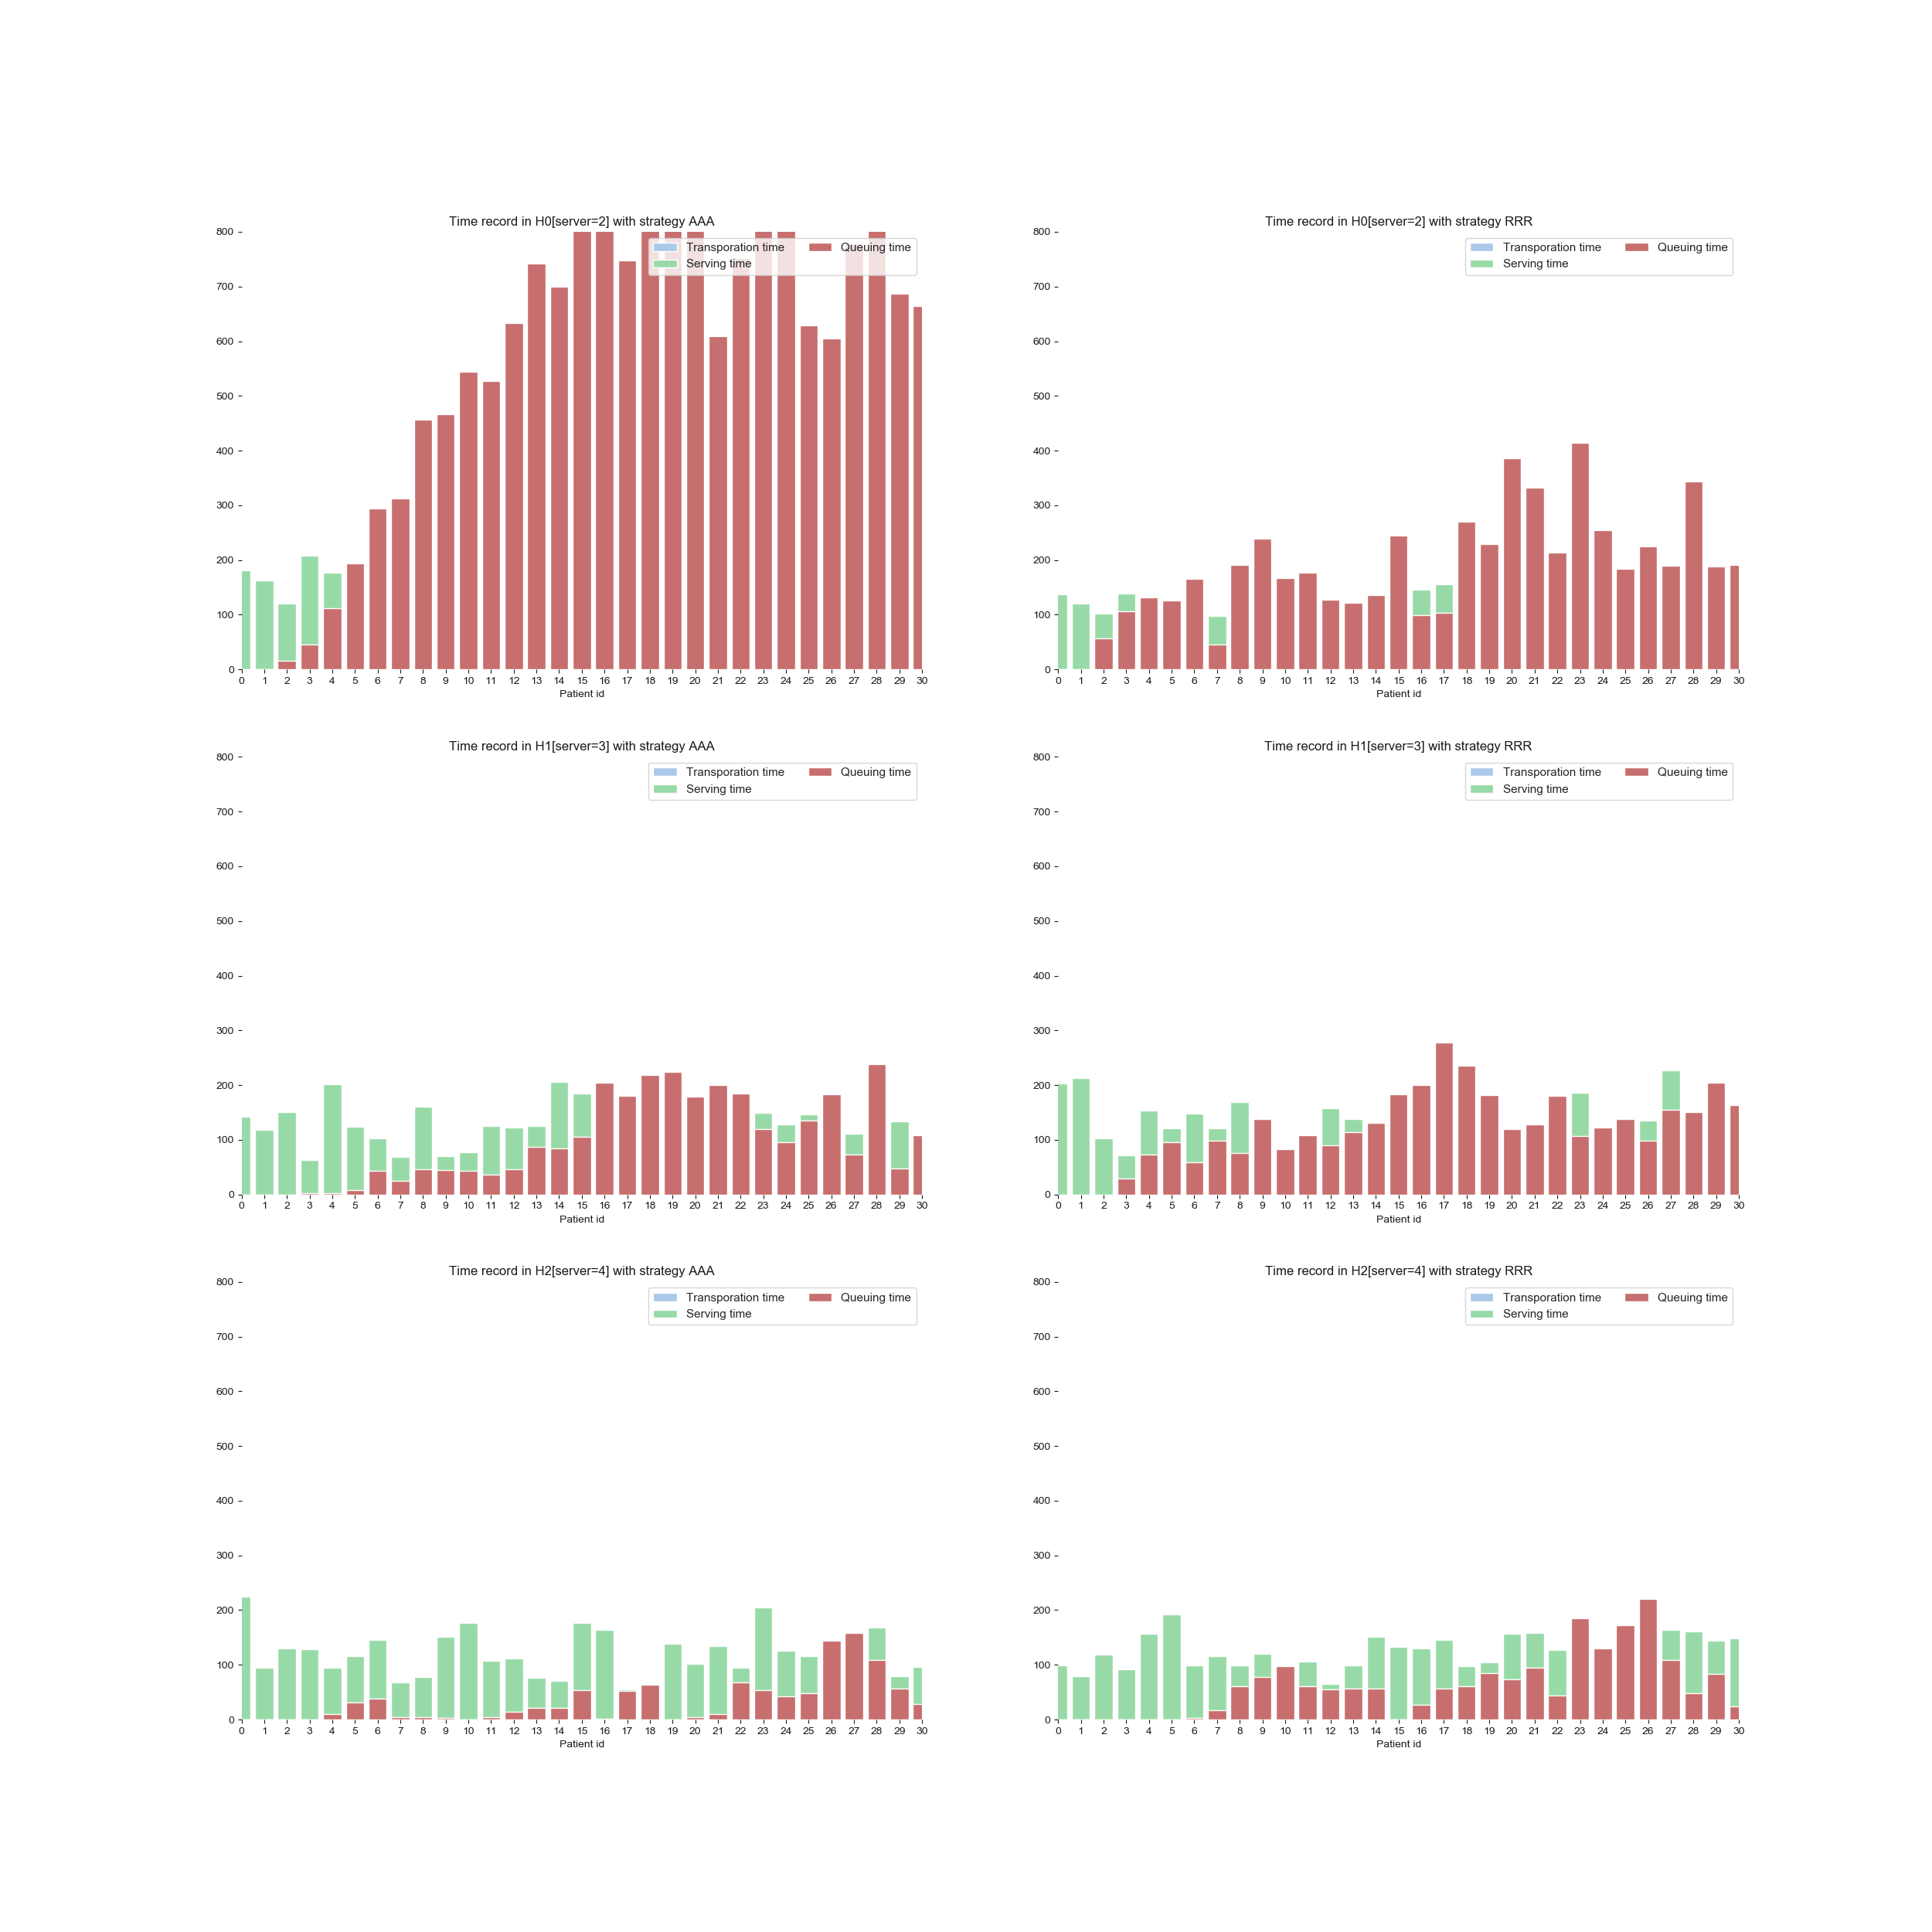 Time record in H0[server=2] with strategy AAA
Transporation time Queuing time
Serving time
800
700
600
500
400
300
200
100
0
0 1 2 3 4 5 6 7 8 9 10 11 12 13 14 15 16 17 18 19 20 21 22 23 24 25 26 27 28 29 30
Patient id
Time record in H0[server=2] with strategy RRR
Transporation time Queuing time
Serving time
800
700
600
500
400
300
200
100
0
0 1 2 3 4 5 6 7 8 9 10 11 12 13 14 15 16 17 18 19 20 21 22 23 24 25 26 27 28 29 30
Patient id
Time record in H1[server=3] with strategy AAA
Transporation time Queuing time
Serving time
800
700
600
500
400
300
200
100
0
0 1 2 3 4 5 6 7 8 9 10 11 12 13 14 15 16 17 18 19 20 21 22 23 24 25 26 27 28 29 30
Patient id
Time record in H1[server=3] with strategy RRR
Transporation time Queuing time
Serving time
800
700
600
500
400
300
200
100
0
0 1 2 3 4 5 6 7 8 9 10 11 12 13 14 15 16 17 18 19 20 21 22 23 24 25 26 27 28 29 30
Patient id
Time record in H2[server=4] with strategy AAA
Transporation time Queuing time
Serving time
800
700
600
500
400
300
200
100
0
0 1 2 3 4 5 6 7 8 9 10 11 12 13 14 15 16 17 18 19 20 21 22 23 24 25 26 27 28 29 30
Patient id
Time record in H2[server=4] with strategy RRR
Transporation time Queuing time
Serving time
800
700
600
500
400
300
200
100
0
0 1 2 3 4 5 6 7 8 9 10 11 12 13 14 15 16 17 18 19 20 21 22 23 24 25 26 27 28 29 30
Patient id